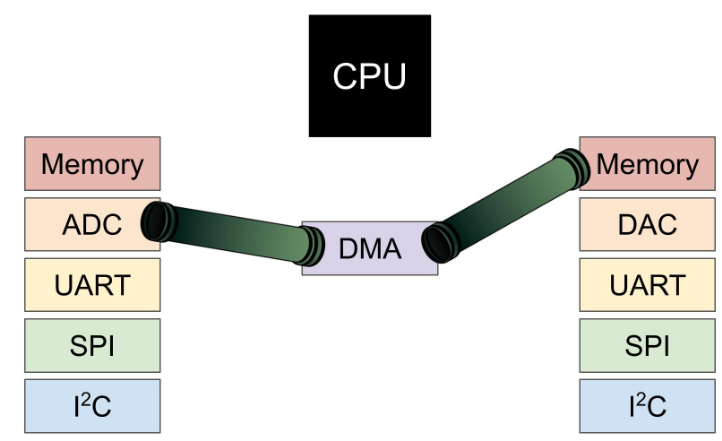 CPU
Memory
ADC
UART
SPI
I²C
DMA
Memory
DAC
UART
SPI
I²C